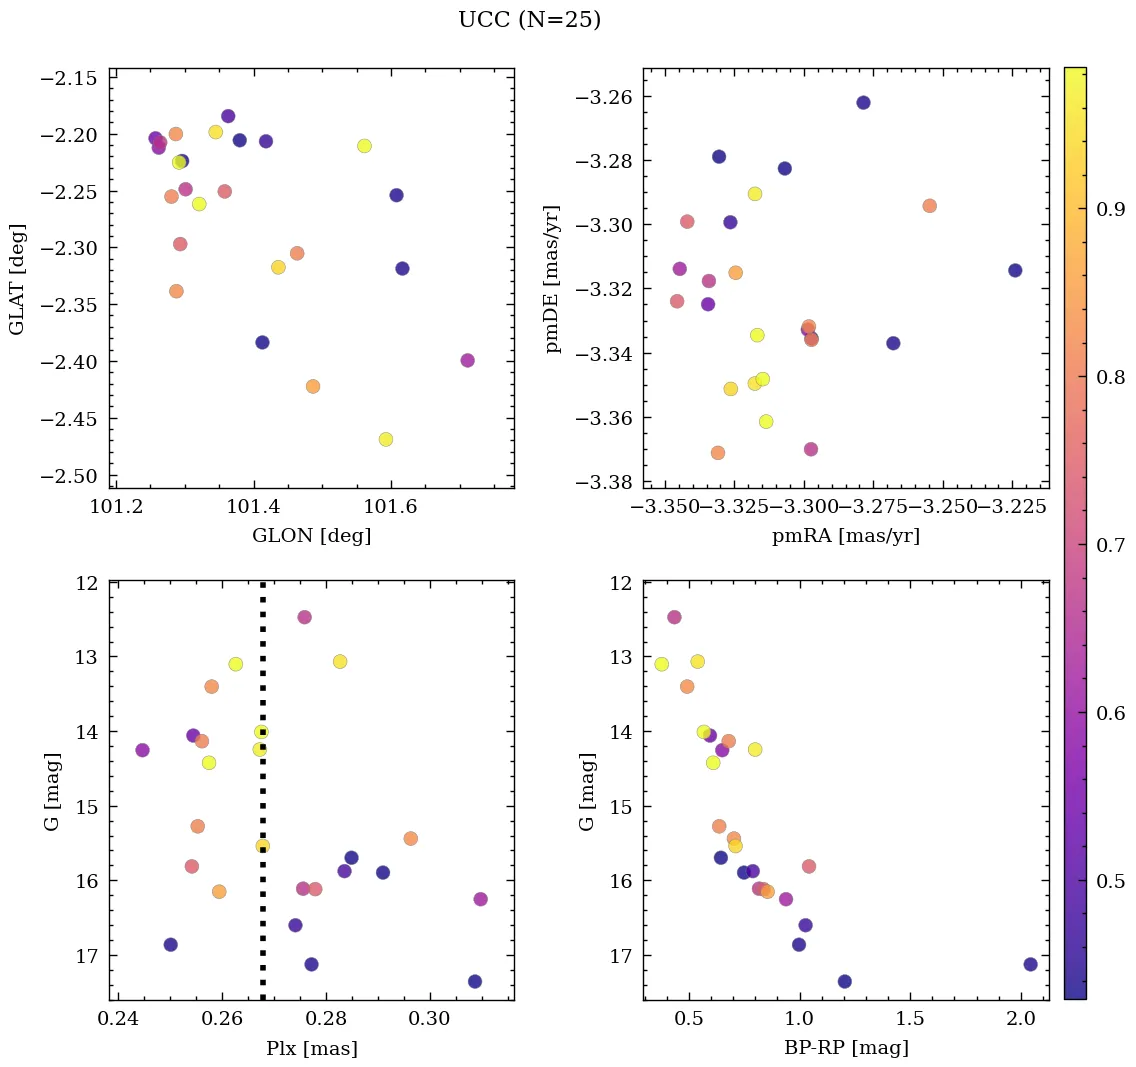 UCC (N=25)
−2.15
−2.20
−2.25
−2.30
−2.35
−2.40
−2.45
−2.50
GLAT [deg]
101.2 101.4 101.6
GLON [deg]
−3.26
−3.28
−3.30
−3.32
−3.34
−3.36
−3.38
pmDE [mas/yr]
−3.350 −3.325 −3.300 −3.275 −3.250 −3.225
pmRA [mas/yr]
12
13
14
15
16
17
G [mag]
0.24 0.26 0.28 0.30
Plx [mas]
12
13
14
15
16
17
G [mag]
0.5 1.0 1.5 2.0
BP-RP [mag]
0.9
0.8
0.7
0.6
0.5